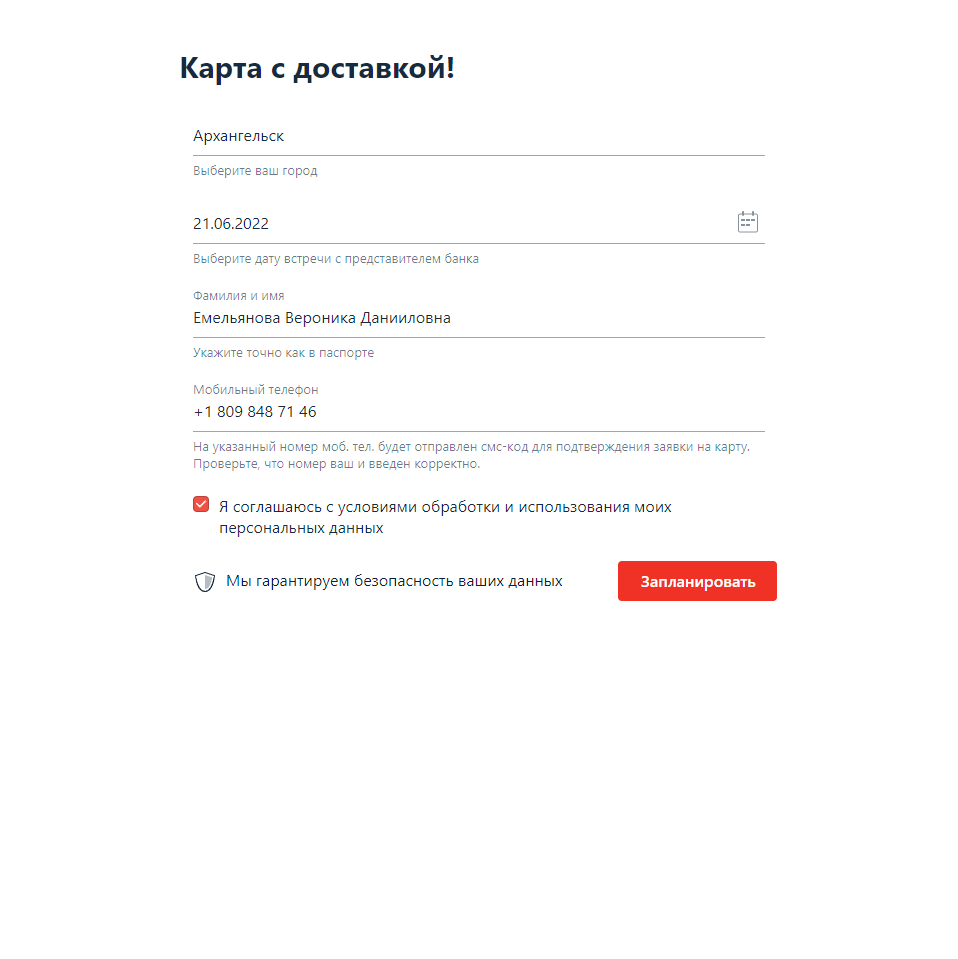 Карта с доставкой!
Архангельск
Выберите ваш город
21.06.2022
Выберите дату встречи с представителем банка
Фамилия и имя
Емельянова Вероника Данииловна
Укажите точно как в паспорте
Мобильный телефон
+1 809 848 71 46
На указанный номер моб. тел. будет отправлен смс-код для подтверждения заявки на карту.
Проверьте, что номер ваш и введен корректно.
Я соглашаюсь с условиями обработки и использования моих
персональных данных
Мы гарантируем безопасность ваших данных
Запланировать